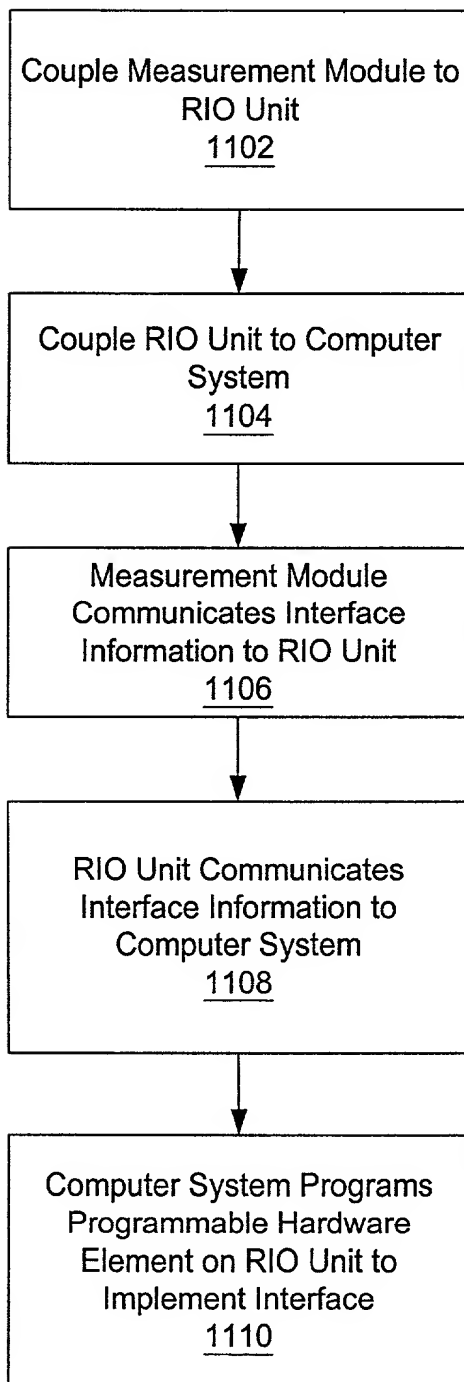 Couple Measurement Module to
RIO Unit
1102
Couple RIO Unit to Computer
System
1104
Measurement Module
Communicates Interface
Information to RIO Unit
1106
RIO Unit Communicates
Interface Information to
Computer System
1108
Computer System Programs
Programmable Hardware
Element on RIO Unit to
Implement Interface
1110